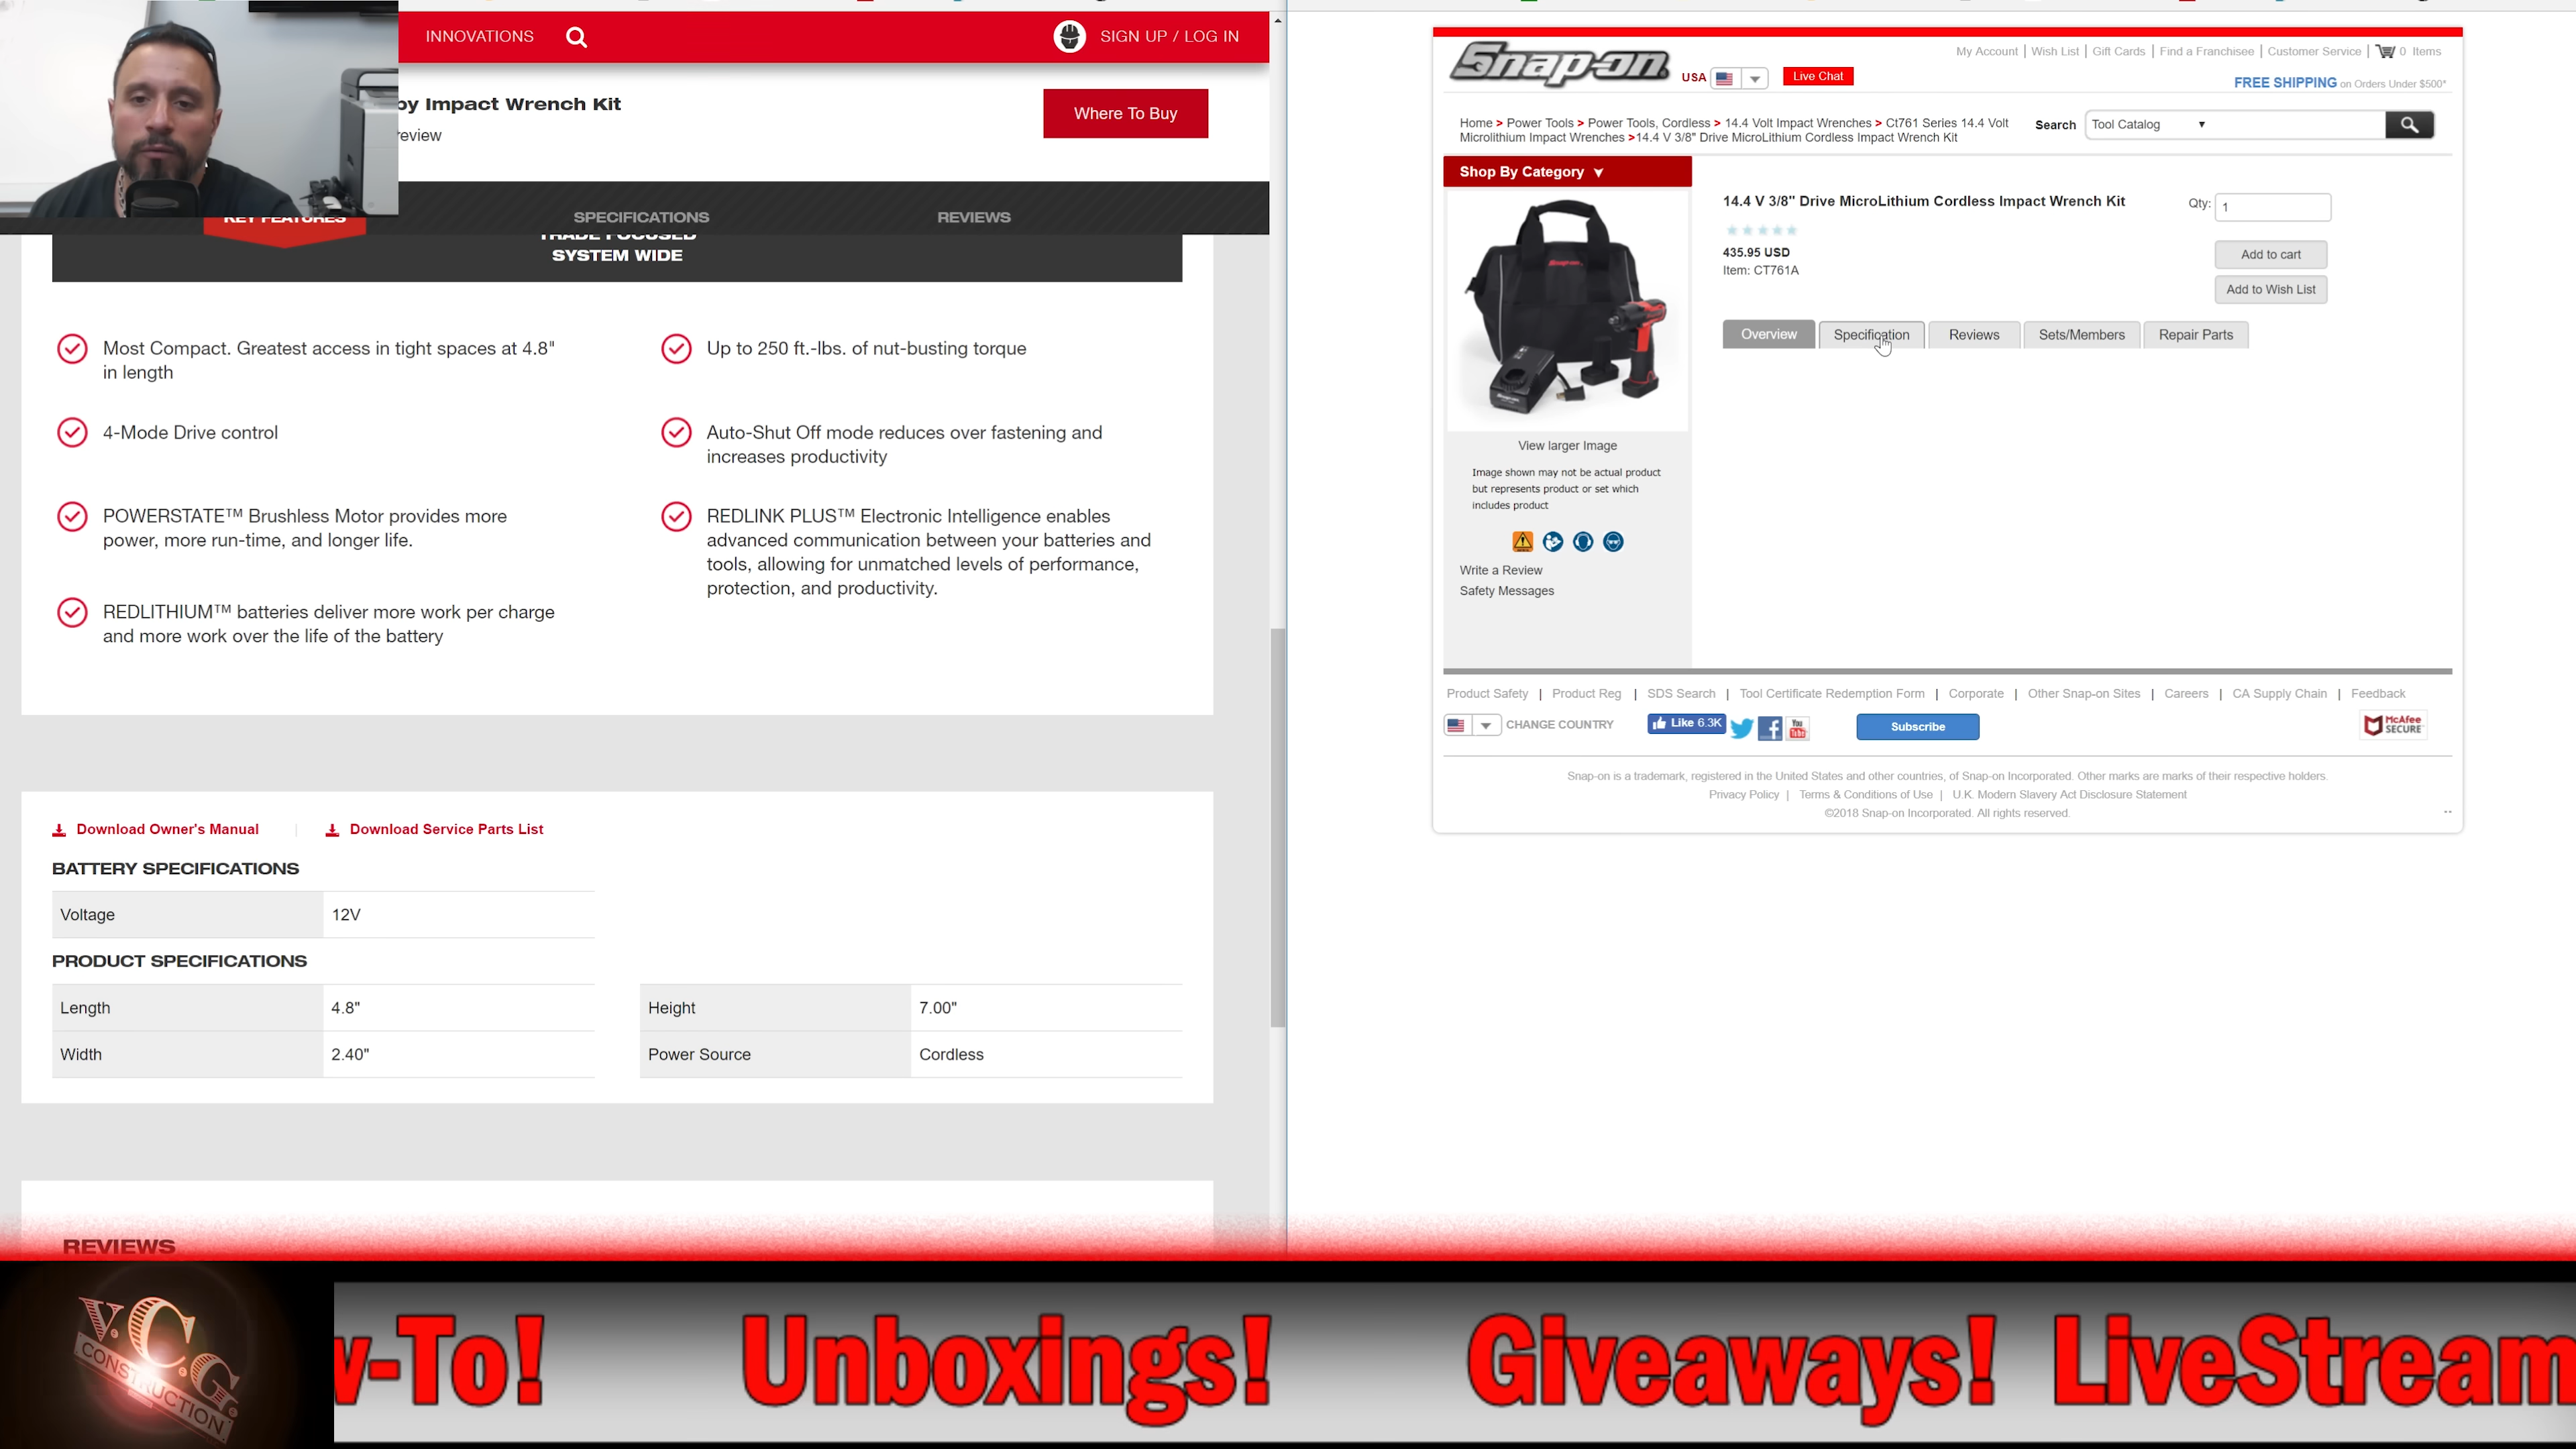 INNOVATIONS
SIGN UP / LOG IN
by Impact Wrench Kit
review
Where To Buy
KEY FEATURES
SPECIFICATIONS
REVIEWS
TRADE FOCUSED
SYSTEM WIDE
Most Compact. Greatest access in tight spaces at 4.8"
in length
Up to 250 ft.-lbs. of nut-busting torque
4-Mode Drive control
Auto-Shut Off mode reduces over fastening and
increases productivity
POWERSTATE™ Brushless Motor provides more
power, more run-time, and longer life.
REDLINK PLUS™ Electronic Intelligence enables
advanced communication between your batteries and
tools, allowing for unmatched levels of performance,
protection, and productivity.
REDLITHIUM™ batteries deliver more work per charge
and more work over the life of the battery
Download Owner's Manual | Download Service Parts List
BATTERY SPECIFICATIONS
Voltage 12V
PRODUCT SPECIFICATIONS
Length 4.8"
Height 7.00"
Width 2.40"
Power Source Cordless
REVIEWS
Snap-on
USA
Live Chat
My Account | Wish List | Gift Cards | Find a Franchisee | Customer Service | 0 Items
FREE SHIPPING on Orders Under $500*
Home > Power Tools > Power Tools, Cordless > 14.4 Volt Impact Wrenches > Ct761 Series 14.4 Volt
Microlithium Impact Wrenches >14.4 V 3/8" Drive MicroLithium Cordless Impact Wrench Kit
Search Tool Catalog
Shop By Category
14.4 V 3/8" Drive MicroLithium Cordless Impact Wrench Kit
Qty: 1
435.95 USD
Item: CT761A
Add to cart
Add to Wish List
Overview Specification Reviews Sets/Members Repair Parts
View larger Image
Image shown may not be actual product
but represents product or set which
includes product
Write a Review
Safety Messages
Product Safety | Product Reg | SDS Search | Tool Certificate Redemption Form | Corporate | Other Snap-on Sites | Careers | CA Supply Chain | Feedback
CHANGE COUNTRY
Like 6.3K
You
Tube
Subscribe
McAfee
SECURE
Snap-on is a trademark, registered in the United States and other countries, of Snap-on Incorporated. Other marks are marks of their respective holders.
Privacy Policy | Terms & Conditions of Use | U.K. Modern Slavery Act Disclosure Statement
©2018 Snap-on Incorporated. All rights reserved.
V.C.G.
CONSTRUCTION
w-To! Unboxings! Giveaways! LiveStream